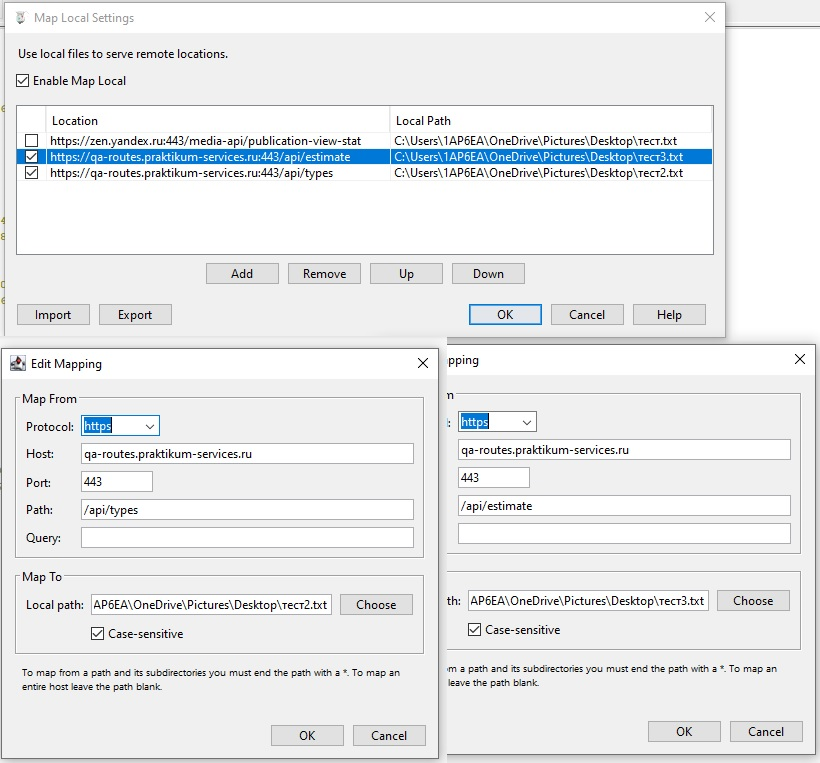 Map Local Settings
Use local files to serve remote locations.
Enable Map Local
Location Local Path
https://zen.yandex.ru:443/media-api/publication-view-stat C:\Users\1AP6EA\OneDrive\Pictures\Desktop\тест.txt
https://qa-routes.praktikum-services.ru:443/api/estimate C:\Users\1AP6EA\OneDrive\Pictures\Desktop\тест3.txt
https://qa-routes.praktikum-services.ru:443/api/types C:\Users\1AP6EA\OneDrive\Pictures\Desktop\тест2.txt
Add Remove Up Down
Import Export OK Cancel Help
Edit Mapping
Map From
Protocol: https
Host: qa-routes.praktikum-services.ru
Port: 443
Path: /api/types
Query:
Map To
Local path: AP6EA\OneDrive\Pictures\Desktop\тест2.txt Choose
Case-sensitive
To map from a path and its subdirectories you must end the path with a *. To map an
entire host leave the path blank.
OK Cancel
pping
https
qa-routes.praktikum-services.ru
443
/api/estimate
th: AP6EA\OneDrive\Pictures\Desktop\тест3.txt Choose
Case-sensitive
m a path and its subdirectories you must end the path with a *. To map an
leave the path blank.
OK Cancel